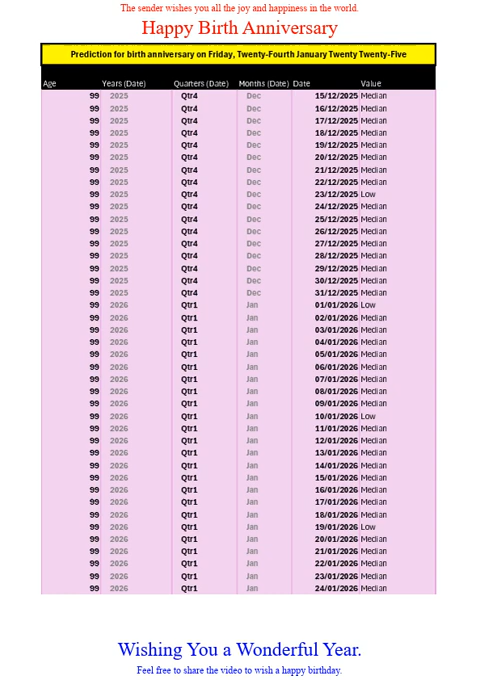 The sender wishes you all the joy and happiness in the world.
Happy Birth Anniversary
Prediction for birth anniversary on Friday, Twenty-Fourth January Twenty Twenty-Five
Age Years (Date) Quarters (Date) Months (Date) Date Value
99 2025 Qtr4 Dec 15/12/2025 Median
99 2025 Qtr4 Dec 16/12/2025 Median
99 2025 Qtr4 Dec 17/12/2025 Median
99 2025 Qtr4 Dec 18/12/2025 Median
99 2025 Qtr4 Dec 19/12/2025 Median
99 2025 Qtr4 Dec 20/12/2025 Median
99 2025 Qtr4 Dec 21/12/2025 Median
99 2025 Qtr4 Dec 22/12/2025 Median
99 2025 Qtr4 Dec 23/12/2025 Low
99 2025 Qtr4 Dec 24/12/2025 Median
99 2025 Qtr4 Dec 25/12/2025 Median
99 2025 Qtr4 Dec 26/12/2025 Median
99 2025 Qtr4 Dec 27/12/2025 Median
99 2025 Qtr4 Dec 28/12/2025 Median
99 2025 Qtr4 Dec 29/12/2025 Median
99 2025 Qtr4 Dec 30/12/2025 Median
99 2025 Qtr4 Dec 31/12/2025 Median
99 2026 Qtr1 Jan 01/01/2026 Low
99 2026 Qtr1 Jan 02/01/2026 Median
99 2026 Qtr1 Jan 03/01/2026 Median
99 2026 Qtr1 Jan 04/01/2026 Median
99 2026 Qtr1 Jan 05/01/2026 Median
99 2026 Qtr1 Jan 06/01/2026 Median
99 2026 Qtr1 Jan 07/01/2026 Median
99 2026 Qtr1 Jan 08/01/2026 Median
99 2026 Qtr1 Jan 09/01/2026 Median
99 2026 Qtr1 Jan 10/01/2026 Low
99 2026 Qtr1 Jan 11/01/2026 Median
99 2026 Qtr1 Jan 12/01/2026 Median
99 2026 Qtr1 Jan 13/01/2026 Median
99 2026 Qtr1 Jan 14/01/2026 Median
99 2026 Qtr1 Jan 15/01/2026 Median
99 2026 Qtr1 Jan 16/01/2026 Median
99 2026 Qtr1 Jan 17/01/2026 Median
99 2026 Qtr1 Jan 18/01/2026 Median
99 2026 Qtr1 Jan 19/01/2026 Low
99 2026 Qtr1 Jan 20/01/2026 Median
99 2026 Qtr1 Jan 21/01/2026 Median
99 2026 Qtr1 Jan 22/01/2026 Median
99 2026 Qtr1 Jan 23/01/2026 Median
99 2026 Qtr1 Jan 24/01/2026 Median
Wishing You a Wonderful Year.
Feel free to share the video to wish a happy birthday.